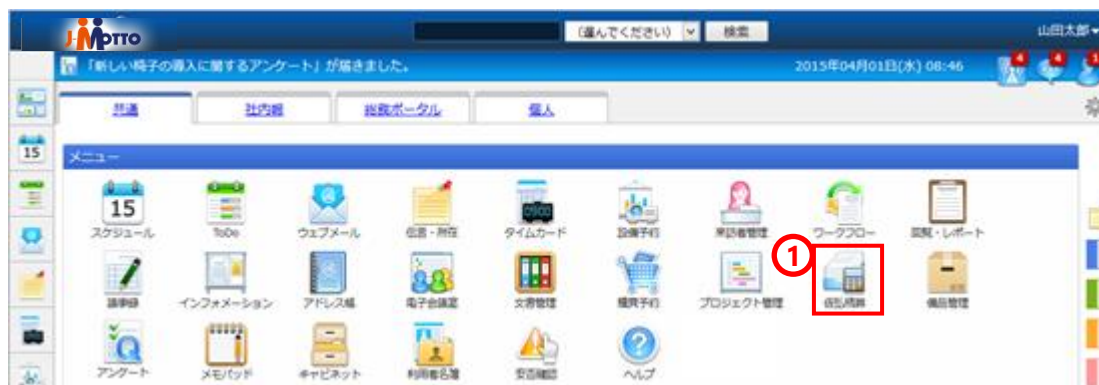 J-MOTTO
(選んでください) 検索 山田太郎
「新しい椅子の導入に関するアンケート」が届きました。 2015年04月01日(水) 08:46 4 4 1
共通 社内報 総務ポータル 個人
15 メニュー
15 0900
スケジュール ToDo ウェブメール 伝言・所在 タイムカード 設備予約 来訪者管理 ワークフロー 回覧・レポート
1
議事録 インフォメーション アドレス帳 電子会議室 文書管理 購買予約 プロジェクト管理 仮払精算 備品管理
アンケート メモパッド キャビネット 利用者名簿 安否確認 ヘルプ